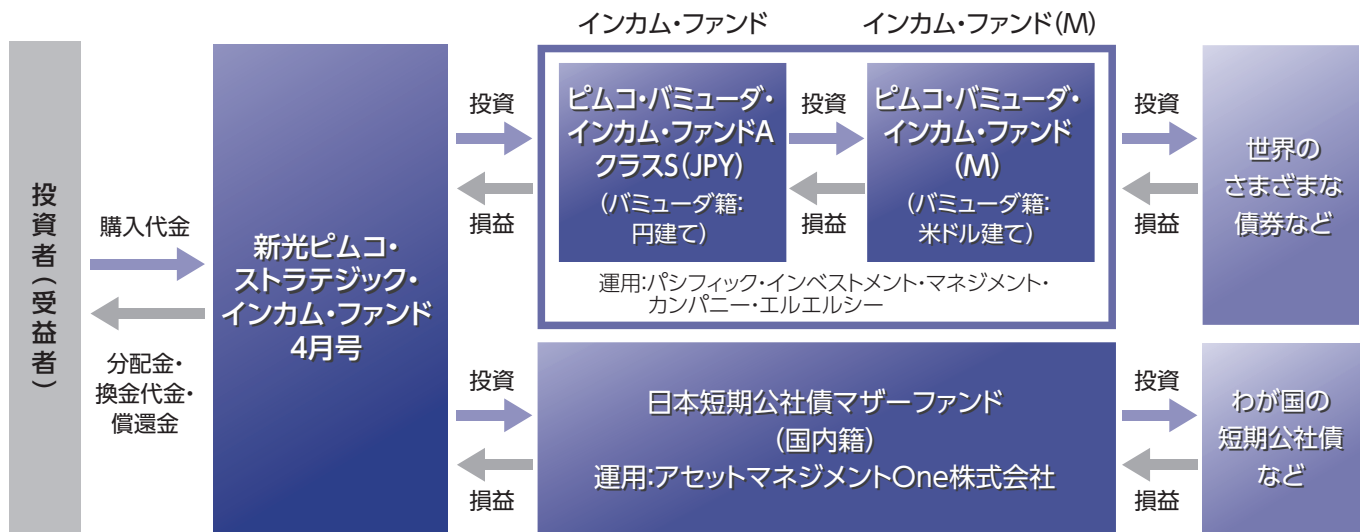 投資者(受益者)
購入代金
分配金・
換金代金・
償還金
新光ピムコ・
ストラテジック・
インカム・ファンド
4月号
投資
損益
インカム・ファンド
ピムコ・バミューダ・
インカム・ファンドA
クラスS(JPY)
(バミューダ籍:
円建て)
投資
損益
インカム・ファンド(M)
ピムコ・バミューダ・
インカム・ファンド
(M)
(バミューダ籍:
米ドル建て)
運用:パシフィック・インベストメント・マネジメント・
カンパニー・エルエルシー
投資
損益
世界の
さまざまな
債券など
投資
損益
日本短期公社債マザーファンド
(国内籍)
運用:アセットマネジメントOne株式会社
投資
損益
わが国の
短期公社債
など